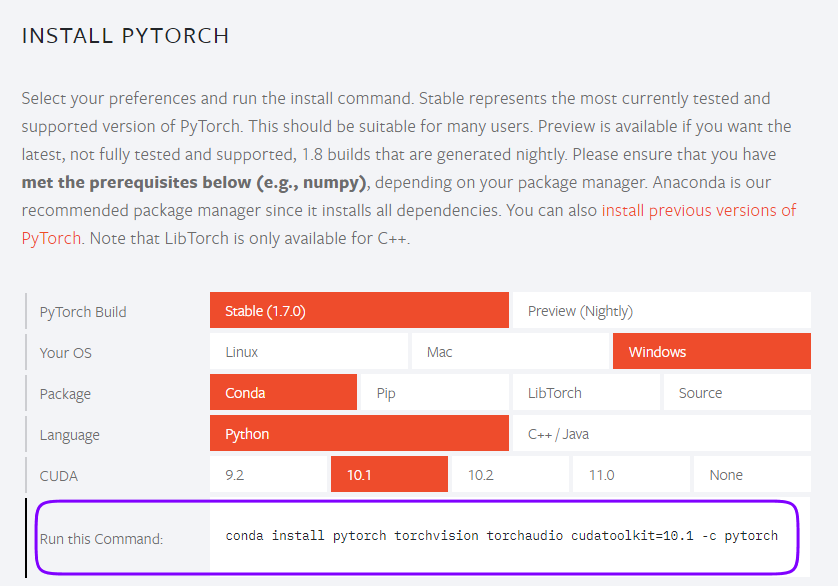 INSTALL PYTORCH
Select your preferences and run the install command. Stable represents the most currently tested and
supported version of PyTorch. This should be suitable for many users. Preview is available if you want the
latest, not fully tested and supported, 1.8 builds that are generated nightly. Please ensure that you have
met the prerequisites below (e.g., numpy), depending on your package manager. Anaconda is our
recommended package manager since it installs all dependencies. You can also install previous versions of
PyTorch. Note that LibTorch is only available for C++.
PyTorch Build Stable (1.7.0) Preview (Nightly)
Your OS Linux Mac Windows
Package Conda Pip LibTorch Source
Language Python C++ / Java
CUDA 9.2 10.1 10.2 11.0 None
Run this Command: conda install pytorch torchvision torchaudio cudatoolkit=10.1 -c pytorch